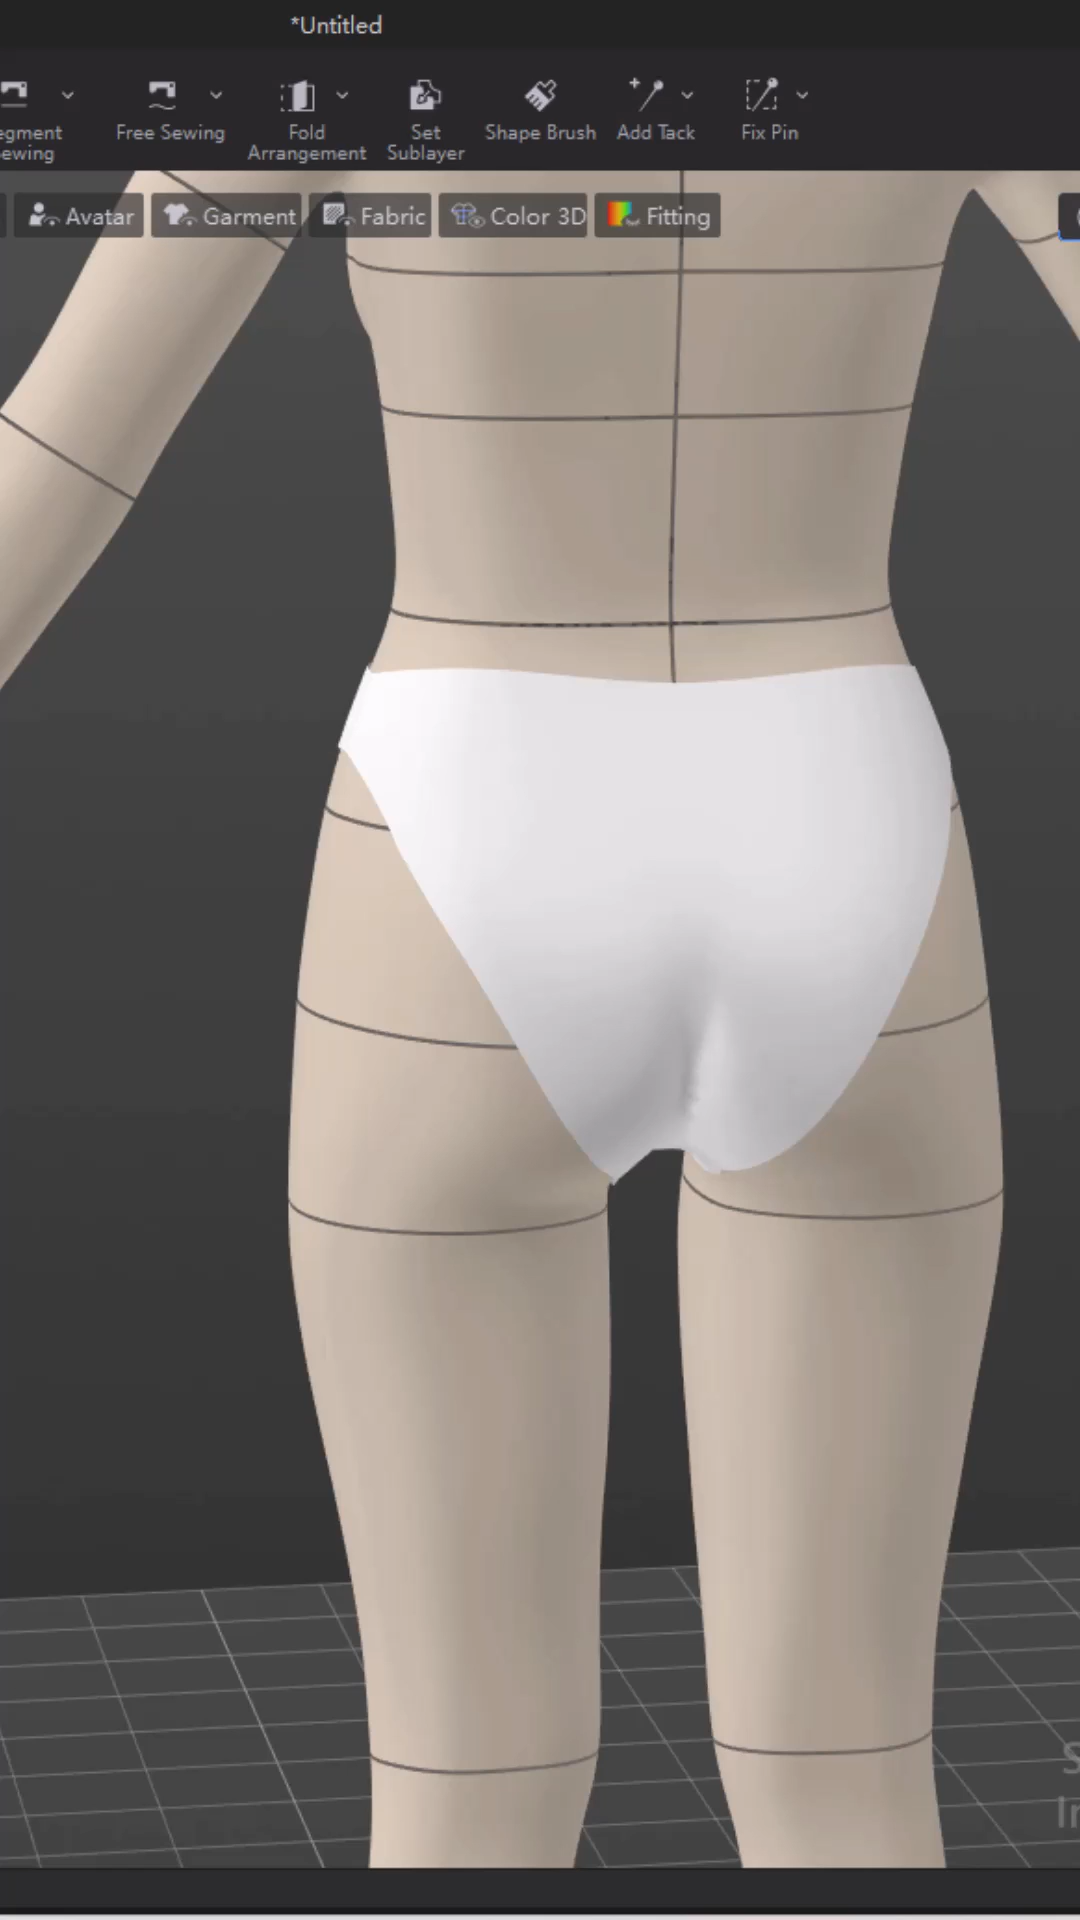 *Untitled
egment
ewing
Free Sewing
Fold
Arrangement
Set
Sublayer
Shape Brush
Add Tack
Fix Pin
Avatar
Garment
Fabric
Color 3D
Fitting